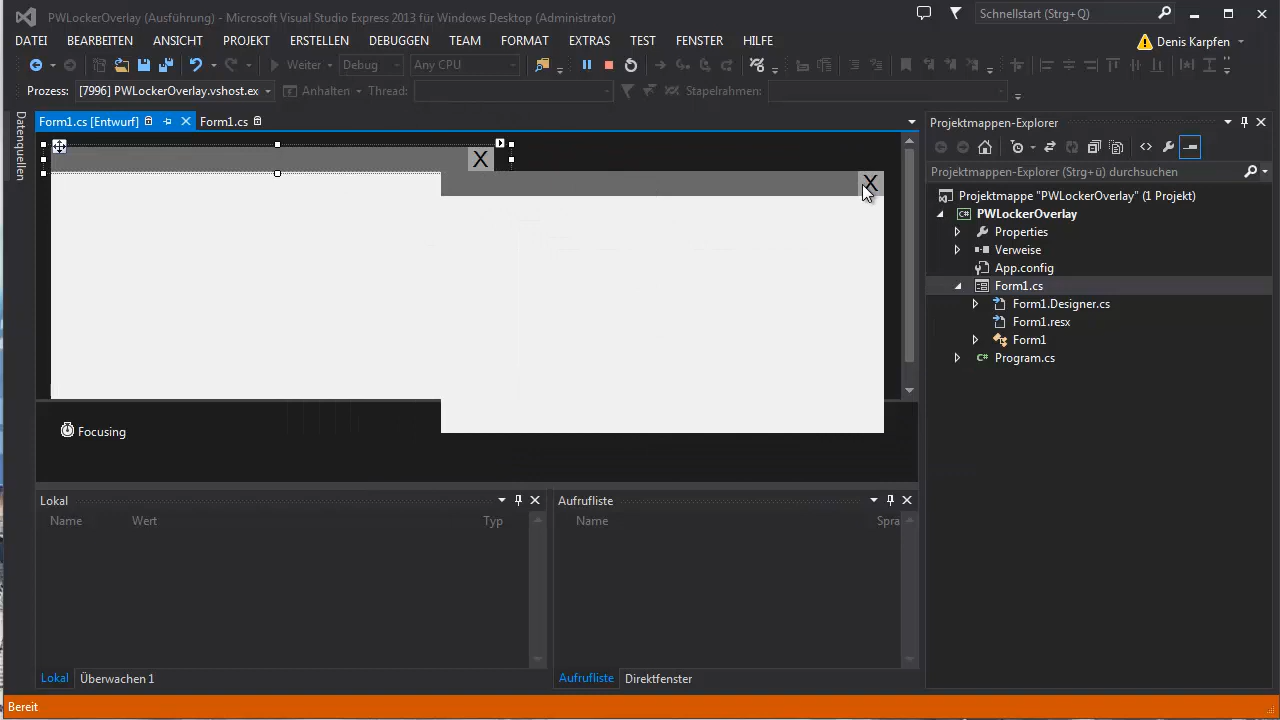 PWLockerOverlay (Ausführung) - Microsoft Visual Studio Express 2013 für Windows Desktop (Administrator)
Schnellstart (Strg+Q)
DATEI BEARBEITEN ANSICHT PROJEKT ERSTELLEN DEBUGGEN TEAM FORMAT EXTRAS TEST FENSTER HILFE
Denis Karpfen
Weiter Debug Any CPU
Prozess: [7996] PWLockerOverlay.vshost.ex Anhalten Thread: Stapelrahmen:
Datenquellen
Form1.cs [Entwurf] Form1.cs
X
X
Focusing
Projektmappen-Explorer
Projektmappen-Explorer (Strg+ü) durchsuchen
Projektmappe "PWLockerOverlay" (1 Projekt)
PWLockerOverlay
Properties
Verweise
App.config
Form1.cs
Form1.Designer.cs
Form1.resx
Form1
Program.cs
Lokal
Name Wert Typ
Lokal Überwachen 1
Aufrufliste
Name Spra
Aufrufliste Direktfenster
Bereit